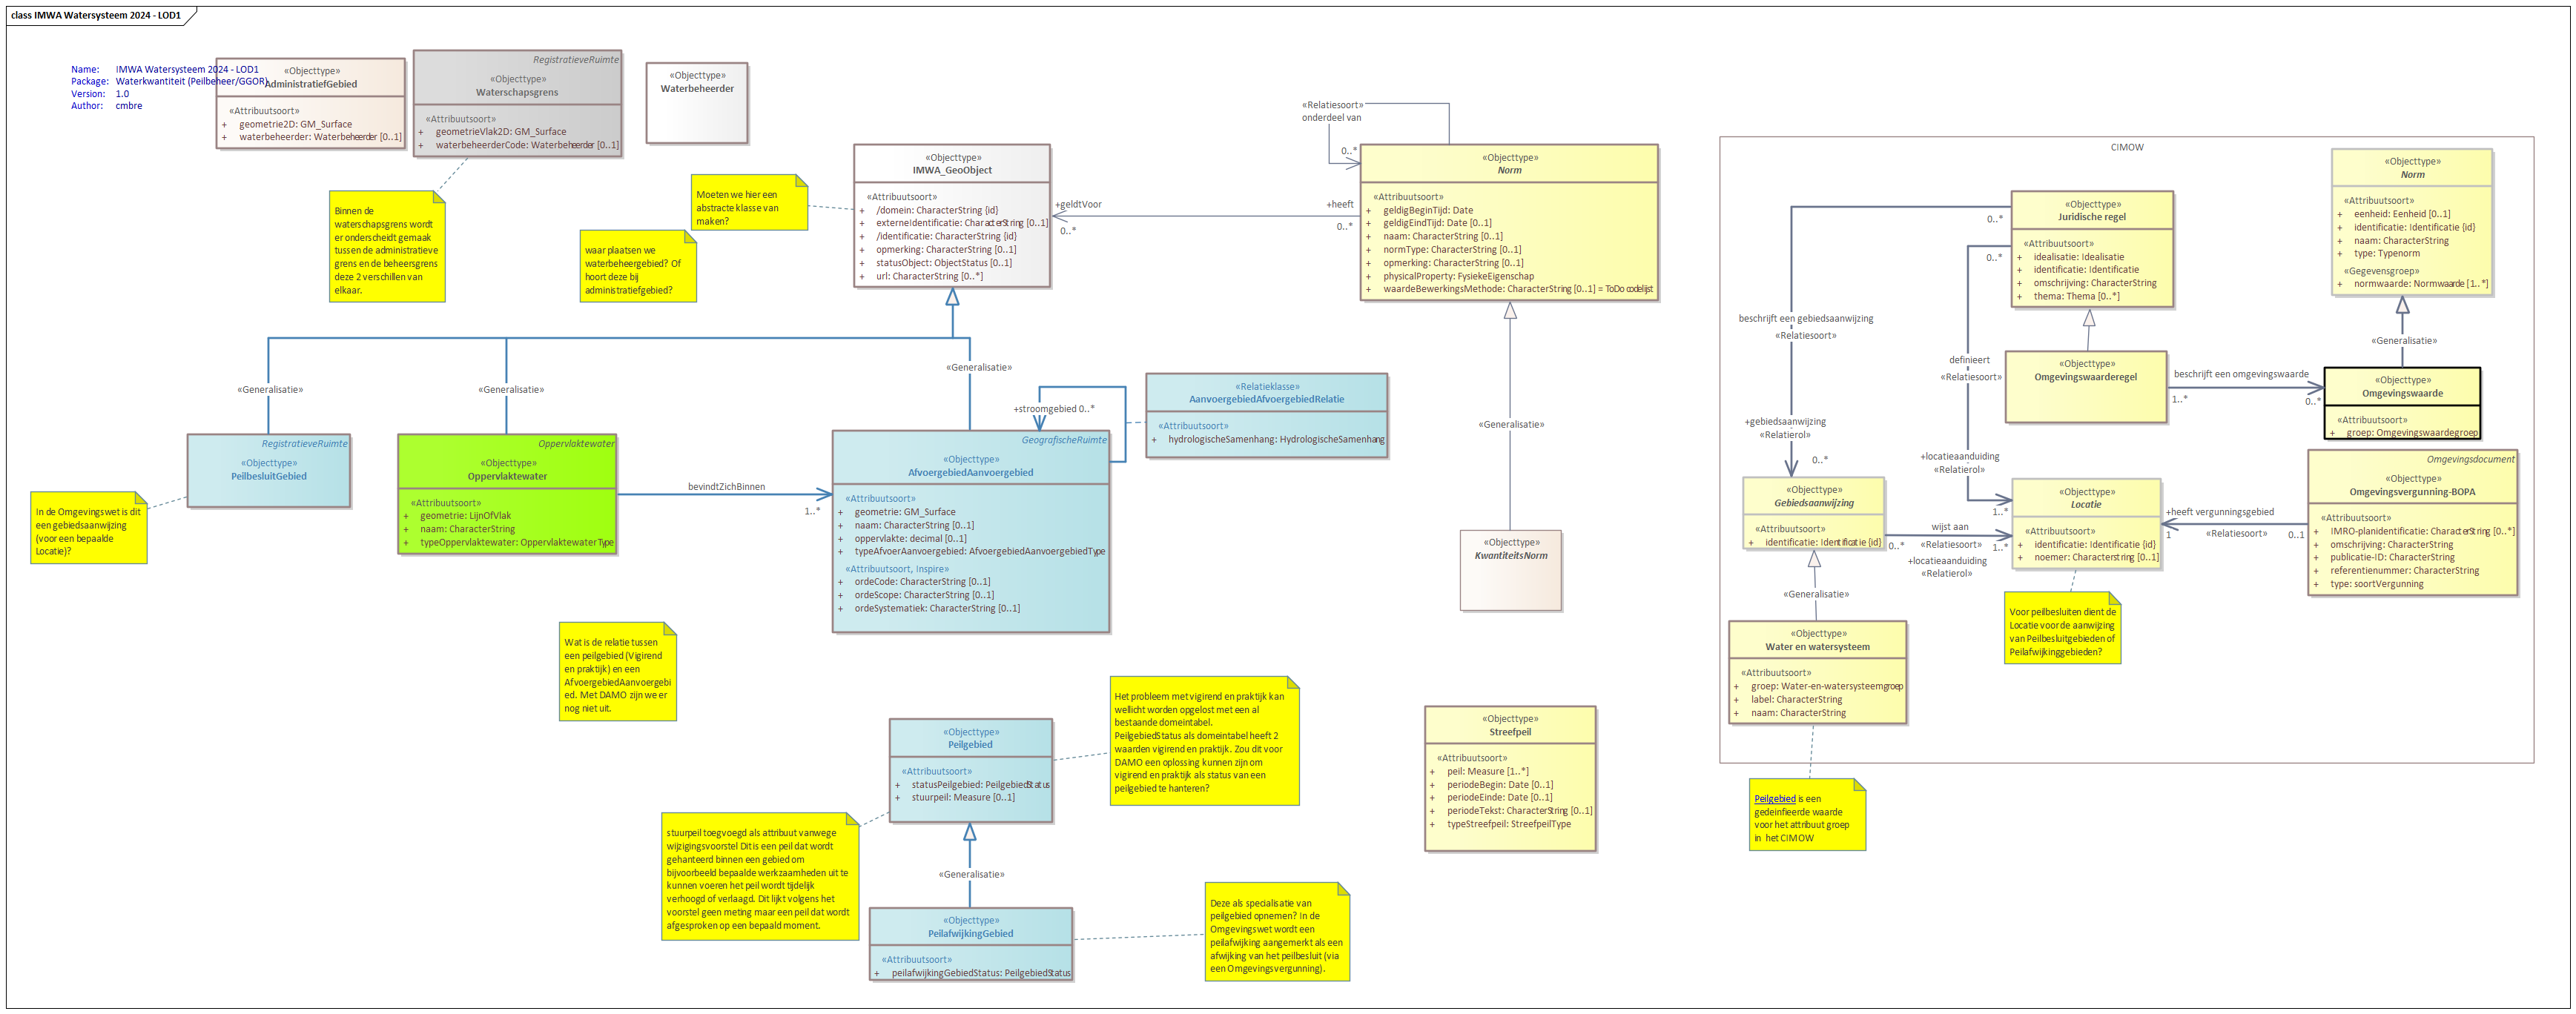 class IMWA Watersysteem 2024 - LOD1
Name: IMWA Watersysteem 2024 - LOD1
Package: Waterkwantiteit (Peilbeheer/GGOR)
Version: 1.0
Author: cmbre
«Objecttype»
AdministratiefGebied
«Attribuutsoort»
+ geometrie2D: GM_Surface
+ waterbeheerder: Waterbeheerder [0..1]
RegistratieveRuimte
«Objecttype»
Waterschapsgrens
«Attribuutsoort»
+ geometrieVlak2D: GM_Surface
+ waterbeheerderCode: Waterbeheerder [0..1]
«Objecttype»
Waterbeheerder
Binnen de
waterschapsgrens wordt
er onderscheidt gemaak
tussen de administratieve
grens en de beheersgrens
deze 2 verschillen van
elkaar.
Moeten we hier een
abstracte klasse van
maken?
waar plaatsen we
waterbeheergebied? Of
hoort deze bij
administratiefgebied?
«Objecttype»
IMWA_GeoObject
«Attribuutsoort»
+ /domein: CharacterString {id}
+ externeIdentificatie: CharacterString [0..1]
+ /identificatie: CharacterString {id}
+ opmerking: CharacterString [0..1]
+ statusObject: ObjectStatus [0..1]
+ url: CharacterString [0..*]
+geldtVoor
0..*
+heeft
0..*
«Relatiesoort»
onderdeel van
0..*
«Objecttype»
Norm
«Attribuutsoort»
+ geldigBeginTijd: Date
+ geldigEindTijd: Date [0..1]
+ naam: CharacterString [0..1]
+ normType: CharacterString [0..1]
+ opmerking: CharacterString [0..1]
+ physicalProperty: FysiekeEigenschap
+ waardeBewerkingsMethode: CharacterString [0..1] = ToDo codelijst
«Generalisatie»
«Objecttype»
KwantiteitsNorm
«Generalisatie»
«Generalisatie»
«Generalisatie»
RegistratieveRuimte
«Objecttype»
PeilbesluitGebied
In de Omgevingswet is dit
een gebiedsaanwijzing
(voor een bepaalde
Locatie)?
Oppervlaktewater
«Objecttype»
Oppervlaktewater
«Attribuutsoort»
+ geometrie: LijnOfVlak
+ naam: CharacterString
+ typeOppervlaktewater: OppervlaktewaterType
bevindtZichBinnen
1..*
+stroomgebied 0..*
GeografischeRuimte
«Objecttype»
AfvoergebiedAanvoergebied
«Attribuutsoort»
+ geometrie: GM_Surface
+ naam: CharacterString [0..1]
+ oppervlakte: decimal [0..1]
+ typeAfvoerAanvoergebied: AfvoergebiedAanvoergebiedType
«Attribuutsoort, Inspire»
+ ordeCode: CharacterString [0..1]
+ ordeScope: CharacterString [0..1]
+ ordeSystematiek: CharacterString [0..1]
«Relatieklasse»
AanvoergebiedAfvoergebiedRelatie
«Attribuutsoort»
+ hydrologischeSamenhang: HydrologischeSamenhang
Wat is de relatie tussen
een peilgebied (Vigirend
en praktijk) en een
AfvoergebiedAanvoergebi
ed. Met DAMO zijn we er
nog niet uit.
«Objecttype»
Peilgebied
«Attribuutsoort»
+ statusPeilgebied: PeilgebiedStatus
+ stuurpeil: Measure [0..1]
Het probleem met vigirend en praktijk kan
wellicht worden opgelost met een al
bestaande domeintabel.
PeilgebiedStatus als domeintabel heeft 2
waarden vigirend en praktijk. Zou dit voor
DAMO een oplossing kunnen zijn om
vigirend en praktijk als status van een
peilgebied te hanteren?
stuurpeil toegvoegd als attribuut vanwege
wijzigingsvoorstel Dit is een peil dat wordt
gehanteerd binnen een gebied om
bijvoorbeeld bepaalde werkzaamheden uit te
kunnen voeren het peil wordt tijdelijk
verhoogd of verlaagd. Dit lijkt volgens het
voorstel geen meting maar een peil dat wordt
afgesproken op een bepaald moment.
«Generalisatie»
«Objecttype»
PeilafwijkingGebied
«Attribuutsoort»
+ peilafwijkingGebiedStatus: PeilgebiedStatus
Deze als specialisatie van
peilgebied opnemen? In de
Omgevingswet wordt een
peilafwijking aangemerkt als een
afwijking van het peilbesluit (via
een Omgevingsvergunning).
«Objecttype»
Streefpeil
«Attribuutsoort»
+ peil: Measure [1..*]
+ periodeBegin: Date [0..1]
+ periodeEinde: Date [0..1]
+ periodeTekst: CharacterString [0..1]
+ typeStreefpeil: StreefpeilType
CIMOW
«Objecttype»
Juridische regel
«Attribuutsoort»
+ idealisatie: Idealisatie
+ identificatie: Identificatie
+ omschrijving: CharacterString
+ thema: Thema [0..*]
0..*
0..*
«Objecttype»
Norm
«Attribuutsoort»
+ eenheid: Eenheid [0..1]
+ identificatie: Identificatie {id}
+ naam: CharacterString
+ type: Typenorm
«Gegevensgroep»
+ normwaarde: Normwaarde [1..*]
«Generalisatie»
beschrijft een gebiedsaanwijzing
«Relatiesoort»
+gebiedsaanwijzing
«Relatierol»
0..*
definieert
«Relatiesoort»
+locatieaanduiding
«Relatierol»
1..*
«Objecttype»
Omgevingswaarderegel
beschrijft een omgevingswaarde
1..*
0..*
«Objecttype»
Omgevingswaarde
«Attribuutsoort»
+ groep: Omgevingswaardegroep
«Objecttype»
Gebiedsaanwijzing
«Attribuutsoort»
+ identificatie: Identificatie {id}
0..*
wijst aan
«Relatiesoort»
1..*
+locatieaanduiding
«Relatierol»
«Objecttype»
Locatie
«Attribuutsoort»
+ identificatie: Identificatie {id}
+ noemer: Characterstring [0..1]
+heeft vergunningsgebied
1
«Relatiesoort»
0..1
Omgevingsdocument
«Objecttype»
Omgevingsvergunning-BOPA
«Attribuutsoort»
+ IMRO-planidentificatie: CharacterString [0..*]
+ omschrijving: CharacterString
+ publicatie-ID: CharacterString
+ referentienummer: CharacterString
+ type: soortVergunning
«Generalisatie»
«Objecttype»
Water en watersysteem
«Attribuutsoort»
+ groep: Water-en-watersysteemgroep
+ label: CharacterString
+ naam: CharacterString
Voor peilbesluiten dient de
Locatie voor de aanwijzing
van Peilbesluitgebieden of
Peilafwijkinggebieden?
Peilgebied is een
gedeinfieerde waarde
voor het attribuut groep
in het CIMOW